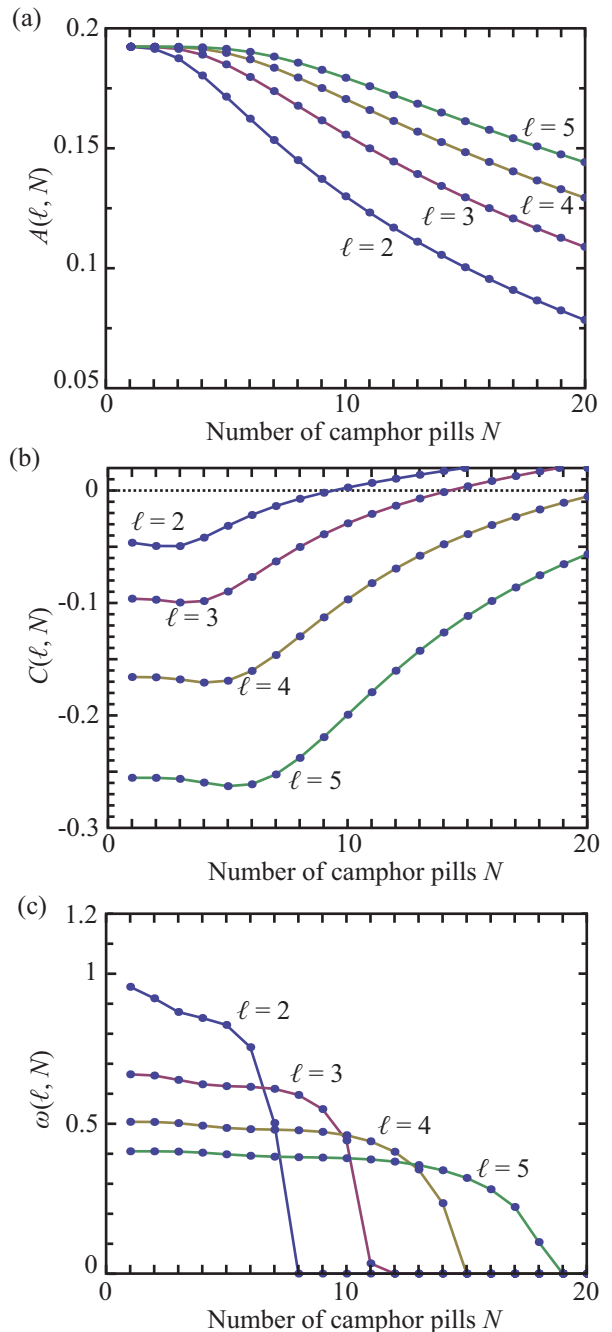 (a)
0.2
0.15
0.1
0.05
A(ℓ, N)
ℓ = 5
ℓ = 4
ℓ = 3
ℓ = 2
0 10 20
Number of camphor pills N
(b)
0
-0.1
-0.2
-0.3
C(ℓ, N)
ℓ = 2
ℓ = 3
ℓ = 4
ℓ = 5
0 10 20
Number of camphor pills N
(c)
1.2
1
0.5
0
ω(ℓ, N)
ℓ = 2
ℓ = 3
ℓ = 4
ℓ = 5
0 10 20
Number of camphor pills N